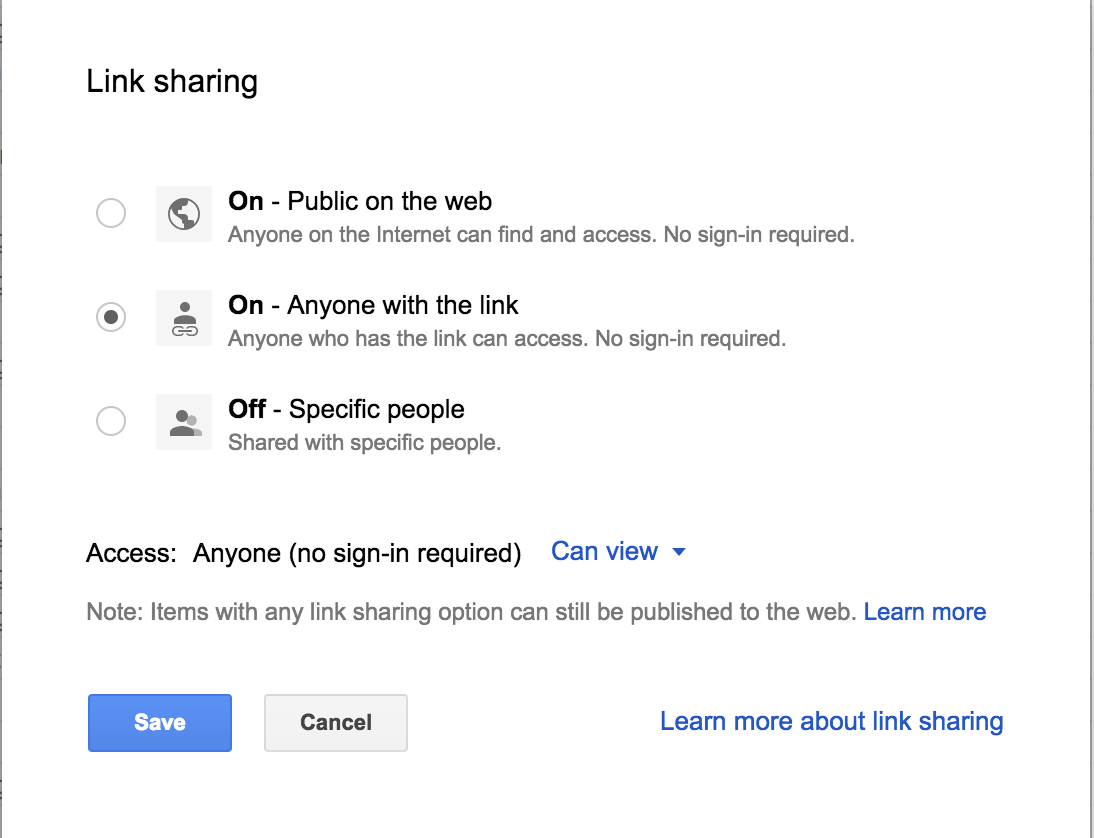 Link sharing
On - Public on the web
Anyone on the Internet can find and access. No sign-in required.
On - Anyone with the link
Anyone who has the link can access. No sign-in required.
Off - Specific people
Shared with specific people.
Access: Anyone (no sign-in required) Can view
Note: Items with any link sharing option can still be published to the web. Learn more
Save Cancel Learn more about link sharing